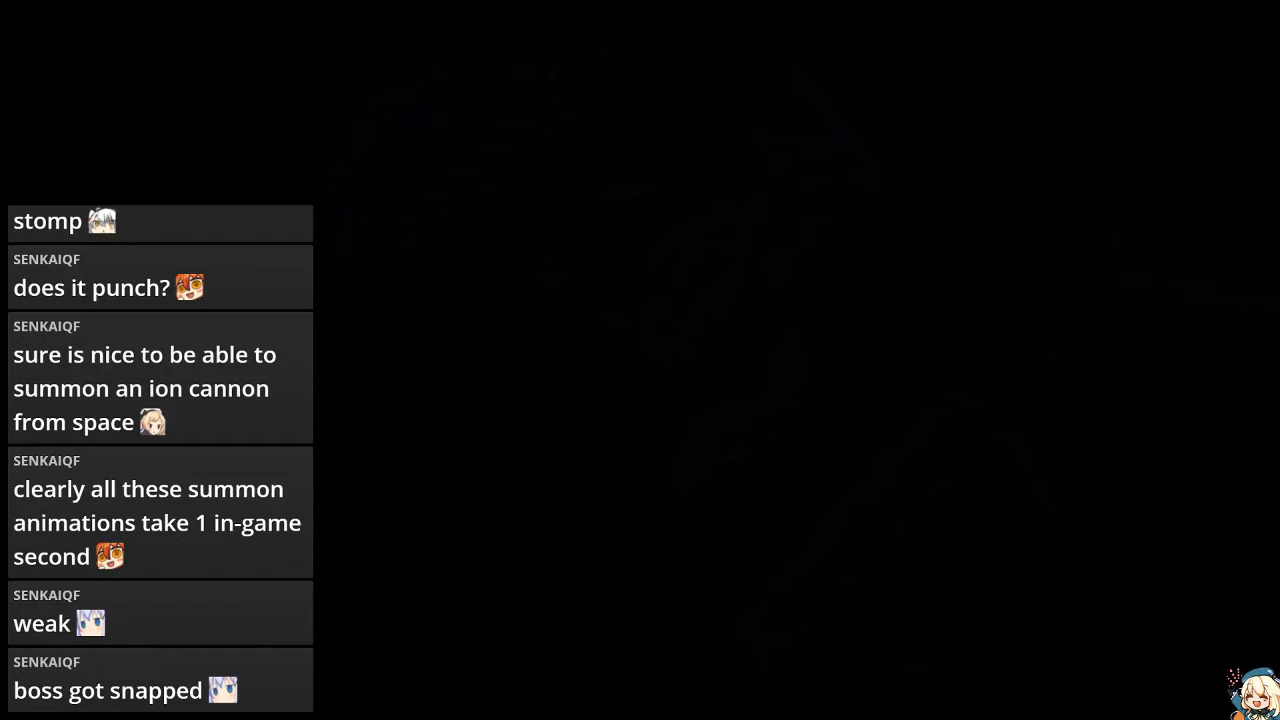 stomp
SENKAIQF
does it punch?
SENKAIQF
sure is nice to be able to
summon an ion cannon
from space
SENKAIQF
clearly all these summon
animations take 1 in-game
second
SENKAIQF
weak
SENKAIQF
boss got snapped